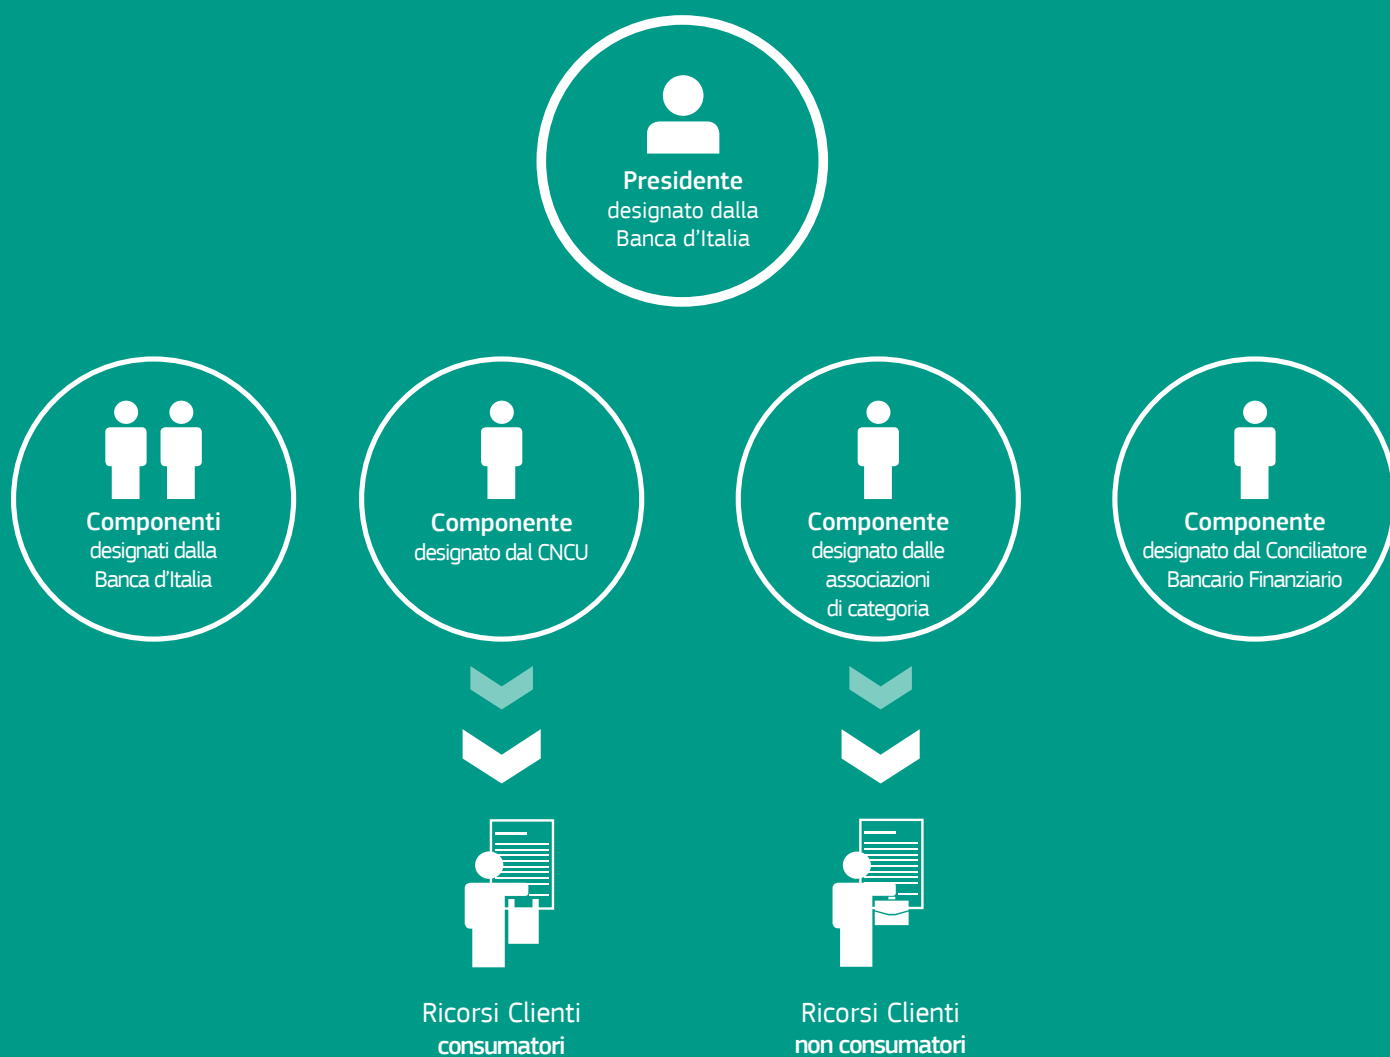 Presidente
designato dalla
Banca d'Italia
Componenti
designati dalla
Banca d'Italia
Componente
designato dal CNCU
Componente
designato dalle
associazioni
di categoria
Componente
designato dal Conciliatore
Bancario Finanziario
Ricorsi Clienti
consumatori
Ricorsi Clienti
non consumatori